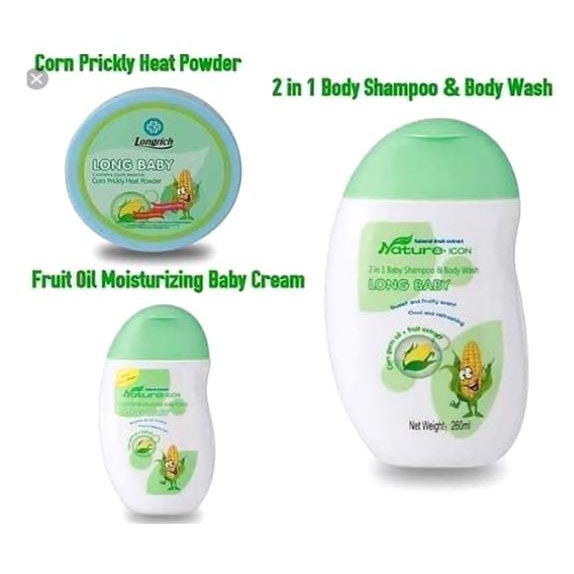 Corn Prickly Heat Powder
Longrich
LONG BABY
Corn Prickly Heat Powder
2 in 1 Body Shampoo & Body Wash
Natural fruit extract
Nature-ICON
2 in 1 Baby Shampoo & Body Wash
LONG BABY
Sweet and fruity scent
Cool and refreshing
Corn germ oil + fruit extract
Net Weight: 260ml
Fruit Oil Moisturizing Baby Cream
Nature-ICON
LONG BABY